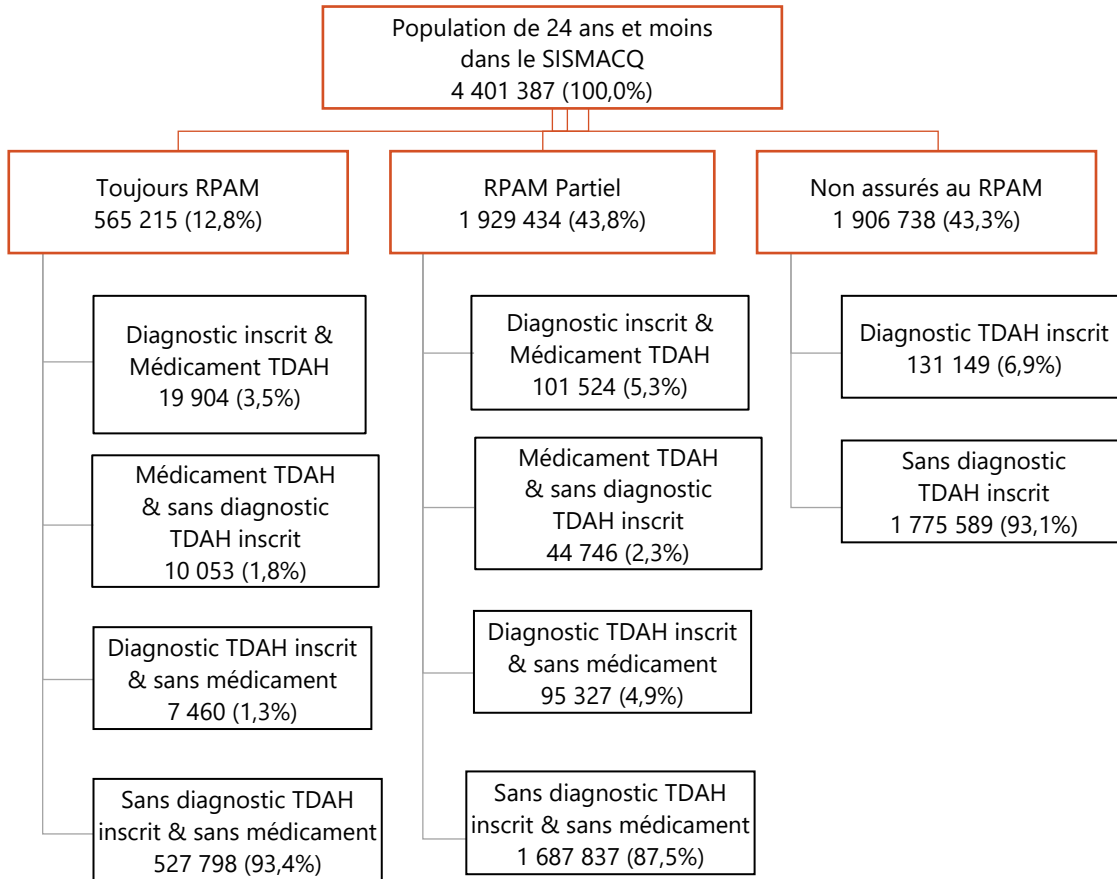 Population de 24 ans et moins
dans le SISMACQ
4 401 387 (100,0%)
Toujours RPAM
565 215 (12,8%)
RPAM Partiel
1 929 434 (43,8%)
Non assurés au RPAM
1 906 738 (43,3%)
Diagnostic inscrit &
Médicament TDAH
19 904 (3,5%)
Médicament TDAH
& sans diagnostic
TDAH inscrit
10 053 (1,8%)
Diagnostic TDAH inscrit
& sans médicament
7 460 (1,3%)
Sans diagnostic TDAH
inscrit & sans médicament
527 798 (93,4%)
Diagnostic inscrit &
Médicament TDAH
101 524 (5,3%)
Médicament TDAH
& sans diagnostic
TDAH inscrit
44 746 (2,3%)
Diagnostic TDAH inscrit
& sans médicament
95 327 (4,9%)
Sans diagnostic TDAH
inscrit & sans médicament
1 687 837 (87,5%)
Diagnostic TDAH inscrit
131 149 (6,9%)
Sans diagnostic
TDAH inscrit
1 775 589 (93,1%)